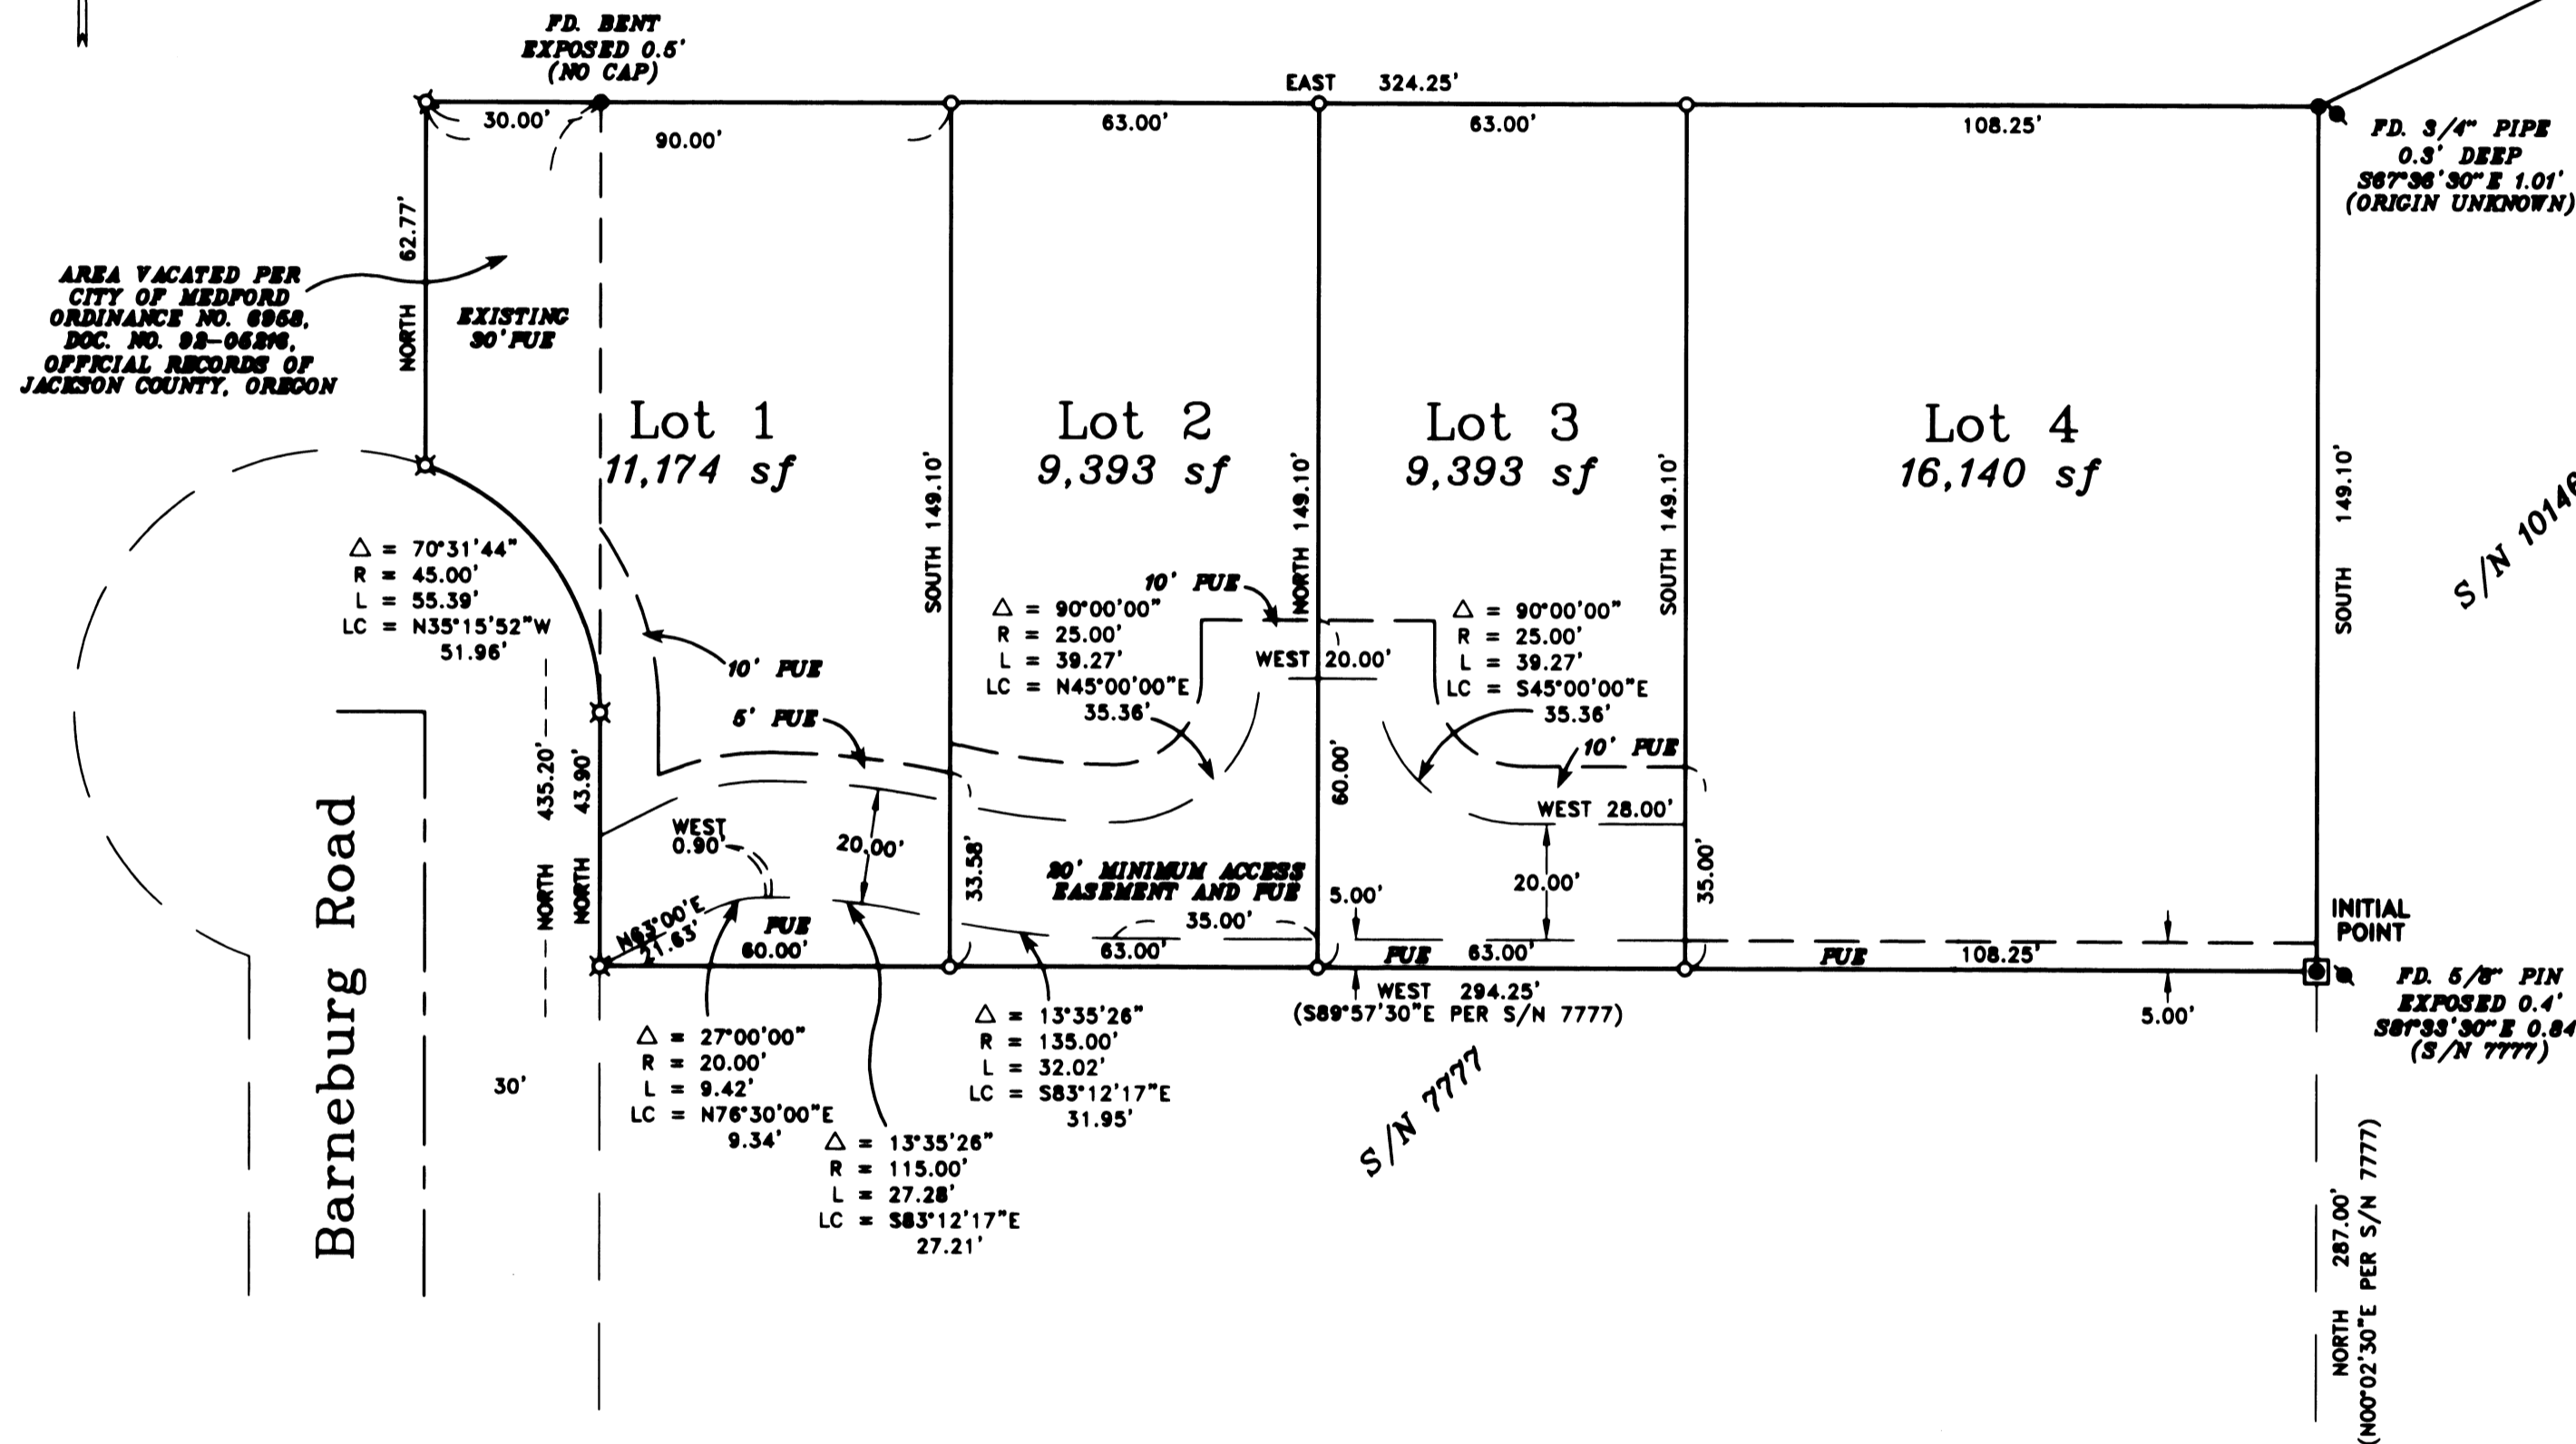 FD. BENT
EXPOSED 0.5'
(NO CAP)
EAST 324.25'
30.00'
90.00'
63.00'
63.00'
108.25'
FD. 3/4" PIPE
0.3' DEEP
S67°36'30"E 1.01'
(ORIGIN UNKNOWN)
NORTH 62.77'
AREA VACATED PER
CITY OF MEDFORD
ORDINANCE NO. 6958,
DOC. NO.
OFFICIAL RECORDS OF
JACKSON COUNTY, OREGON
EXISTING
30' PUE
Lot 1
11,174 sf
Lot 2
9,393 sf
Lot 3
9,393 sf
Lot 4
16,140 sf
SOUTH 149.10'
NORTH 149.10'
SOUTH 149.10'
SOUTH 149.10'
S/N 10146
△ = 70°31'44"
R = 45.00'
L = 55.39'
LC = N35°15'52"W
51.96'
10' PUE
5' PUE
△ = 90°00'00"
R = 25.00'
L = 39.27'
LC = N45°00'00"E
35.36'
10' PUE
WEST 20.00'
△ = 90°00'00"
R = 25.00'
L = 39.27'
LC = S45°00'00"E
35.36'
10' PUE
WEST 28.00'
NORTH 435.20'
NORTH 43.90'
WEST
0.90'
20.00'
33.58'
60.00'
20' MINIMUM ACCESS
EASEMENT AND PUE
35.00'
5.00'
20.00'
35.00'
N63°00'E
21.63'
PUE
60.00'
63.00'
PUE 63.00'
PUE 108.25'
INITIAL
POINT
WEST 294.25'
(S89°57'30"E PER S/N 7777)
5.00'
FD. 5/8" PIN
EXPOSED 0.4'
S81°33'30"E 0.84
(S/N 7777)
Barneburg Road
30'
△ = 27°00'00"
R = 20.00'
L = 9.42'
LC = N76°30'00"E
9.34'
△ = 13°35'26"
R = 115.00'
L = 27.28'
LC = S83°12'17"E
27.21'
△ = 13°35'26"
R = 135.00'
L = 32.02'
LC = S83°12'17"E
31.95'
S/N 7777
NORTH 287.00'
(N00°02'30"E PER S/N 7777)